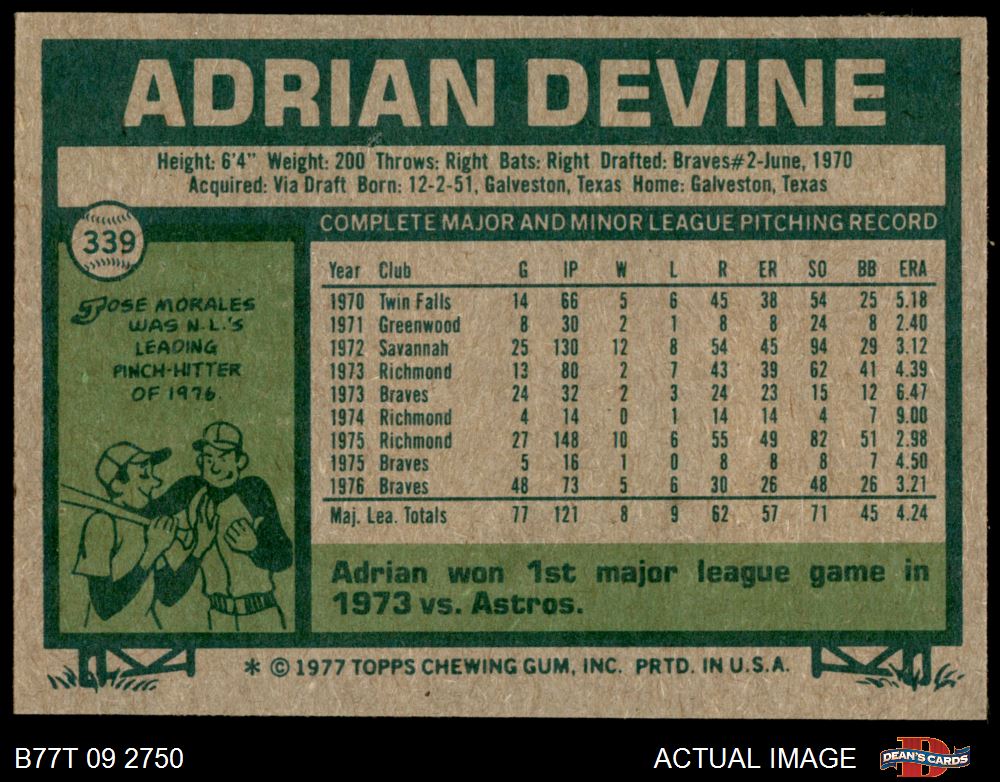 ADRIAN DEVINE
Height: 6'4" Weight: 200 Throws: Right Bats: Right Drafted: Braves#2-June, 1970
Acquired: Via Draft Born: 12-2-51, Galveston, Texas Home: Galveston, Texas
339
JOSE MORALES
WAS N.L.'S
LEADING
PINCH-HITTER
OF 1976.
COMPLETE MAJOR AND MINOR LEAGUE PITCHING RECORD
Year Club G IP W L R ER SO BB ERA
1970 Twin Falls 14 66 5 6 45 38 54 25 5.18
1971 Greenwood 8 30 2 1 8 8 24 8 2.40
1972 Savannah 25 130 12 8 54 45 94 29 3.12
1973 Richmond 13 80 2 7 43 39 62 41 4.39
1973 Braves 24 32 2 3 24 23 15 12 6.47
1974 Richmond 4 14 0 1 14 14 4 7 9.00
1975 Richmond 27 148 10 6 55 49 82 51 2.98
1975 Braves 5 16 1 0 8 8 8 7 4.50
1976 Braves 48 73 5 6 30 26 48 26 3.21
Maj. Lea. Totals 77 121 8 9 62 57 71 45 4.24
Adrian won 1st major league game in
1973 vs. Astros.
* © 1977 TOPPS CHEWING GUM, INC. PRTD. IN U.S.A.
B77T 09 2750
ACTUAL IMAGE
DEAN'S CARDS